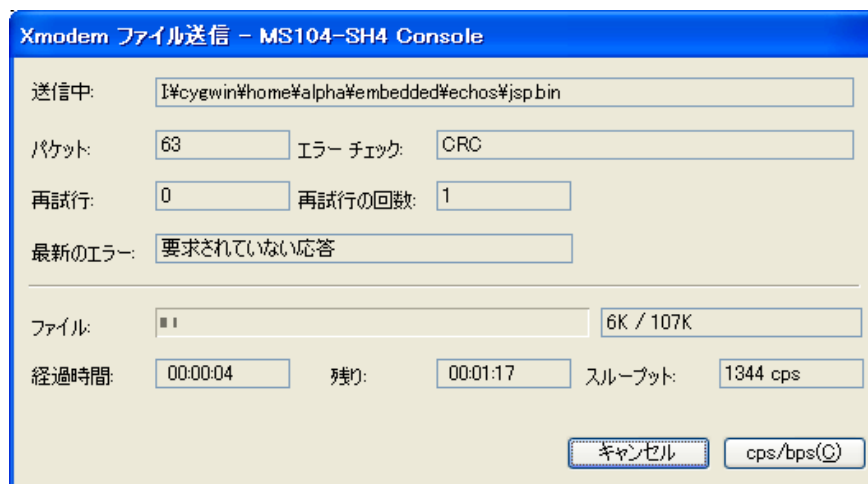 Xmodem ファイル送信 - MS104-SH4 Console
送信中: I:¥cygwin¥home¥alpha¥embedded¥echos¥jsp.bin
パケット: 63 エラー チェック: CRC
再試行: 0 再試行の回数: 1
最新のエラー: 要求されていない応答
ファイル: 6K / 107K
経過時間: 00:00:04 残り: 00:01:17 スループット: 1344 cps
キャンセル cps/bps(C)